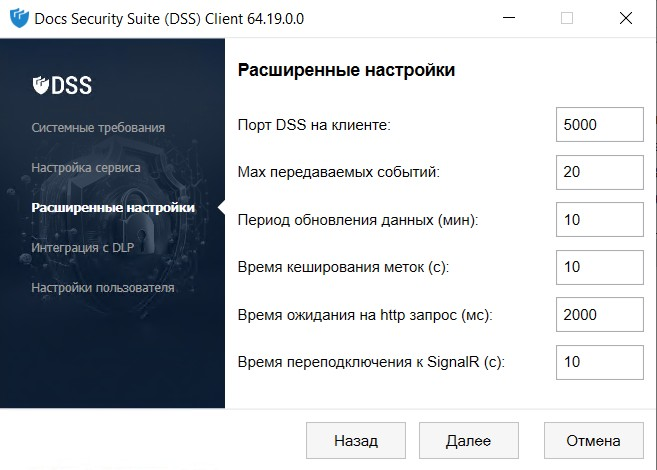 Docs Security Suite (DSS) Client 64.19.0.0
DSS
Системные требования
Настройка сервиса
Расширенные настройки
Интеграция с DLP
Настройки пользователя
Расширенные настройки
Порт DSS на клиенте: 5000
Max передаваемых событий: 20
Период обновления данных (мин): 10
Время кеширования меток (с): 10
Время ожидания на http запрос (мс): 2000
Время переподключения к SignalR (с): 10
Назад Далее Отмена